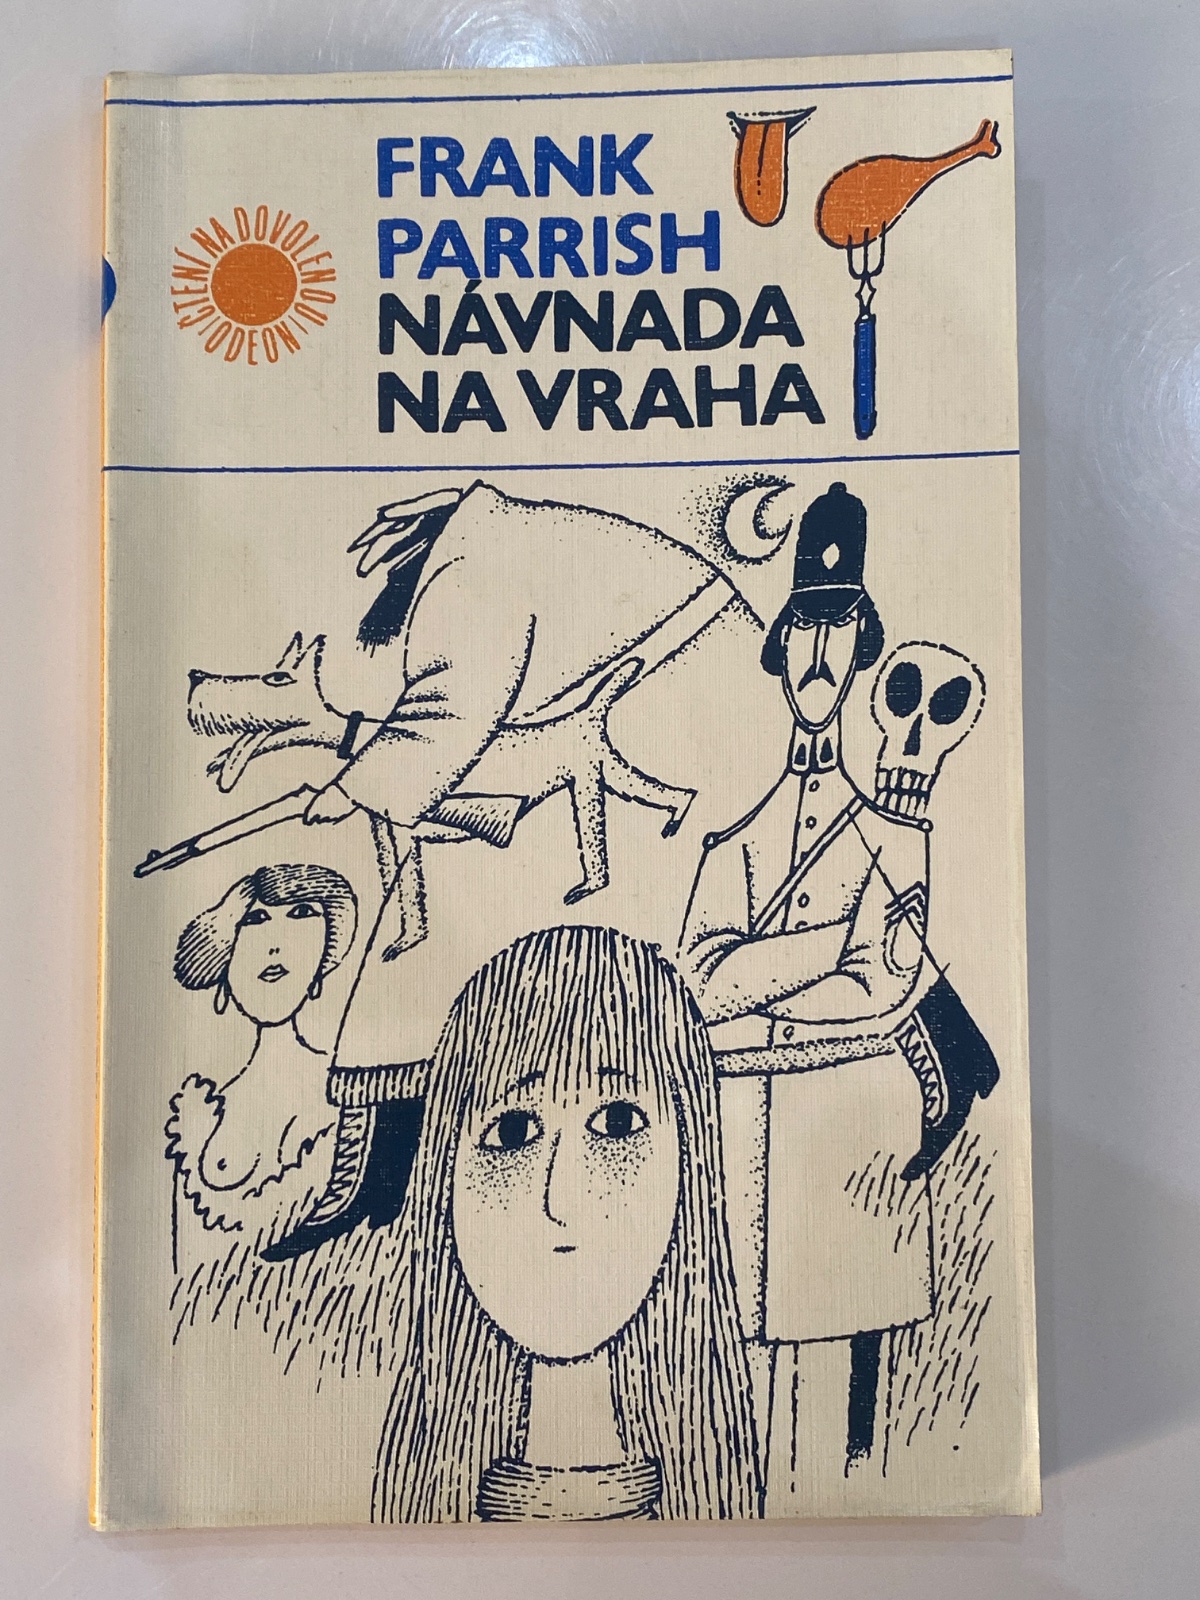 FRANK
PARRISH
NÁVNADA
NA VRAHA
ČTENÍ NA DOVOLENOU
ODEON